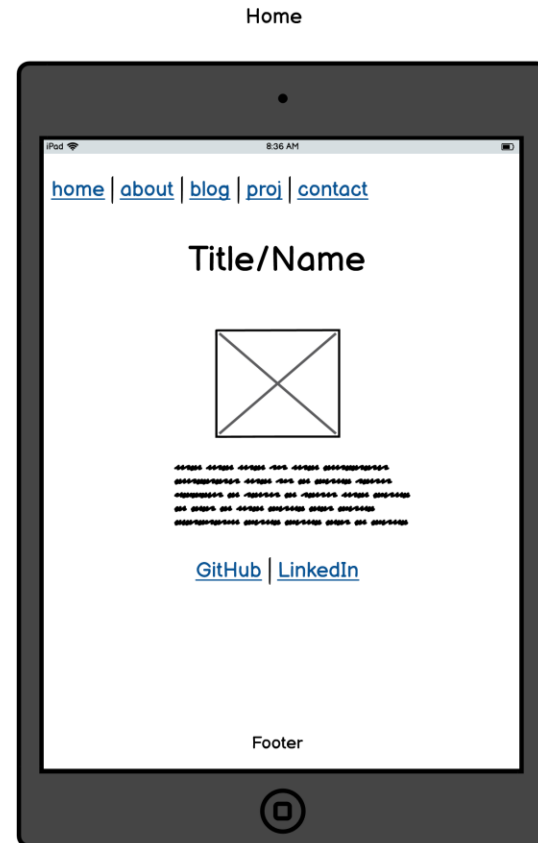 Home
iPad 8:36 AM
home | about | blog | proj | contact
Title/Name
GitHub | LinkedIn
Footer